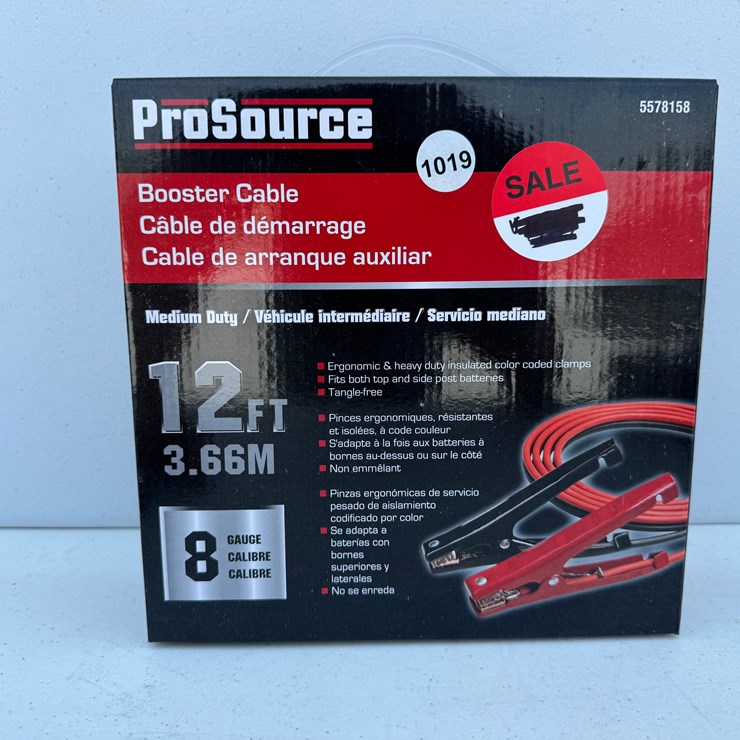 ProSource
5578158
1019
SALE
Booster Cable
Câble de démarrage
Cable de arranque auxiliar
Medium Duty / Véhicule intermédiaire / Servicio mediano
12FT
3.66M
8
GAUGE
CALIBRE
CALIBRE
Ergonomic & heavy duty insulated color coded clamps
Fits both top and side post batteries
Tangle-free
Pinces ergonomiques, résistantes
et isolées, à code couleur
S'adapte à la fois aux batteries à
bornes au-dessus ou sur le côté
Non emmêlant
Pinzas ergonómicas de servicio
pesado de aislamiento
codificado por color
Se adapta a
baterías con
bornes
superiores y
laterales
No se enreda